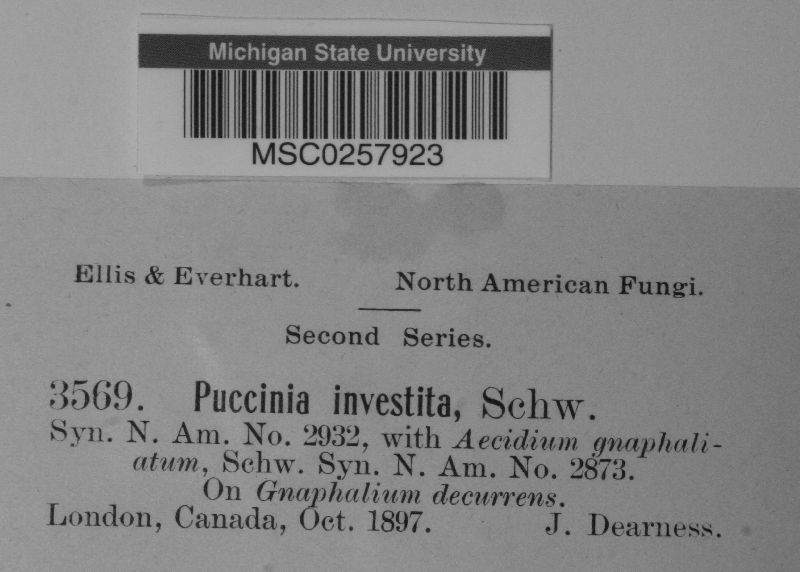 Michigan State University
MSC0257923
Ellis & Everhart. North American Fungi.
Second Series.
3569. Puccinia investita, Schw.
Syn. N. Am. No. 2932, with Aecidium gnaphali-
atum, Schw. Syn. N. Am. No. 2873.
On Gnaphalium decurrens.
London, Canada, Oct. 1897. J. Dearness.